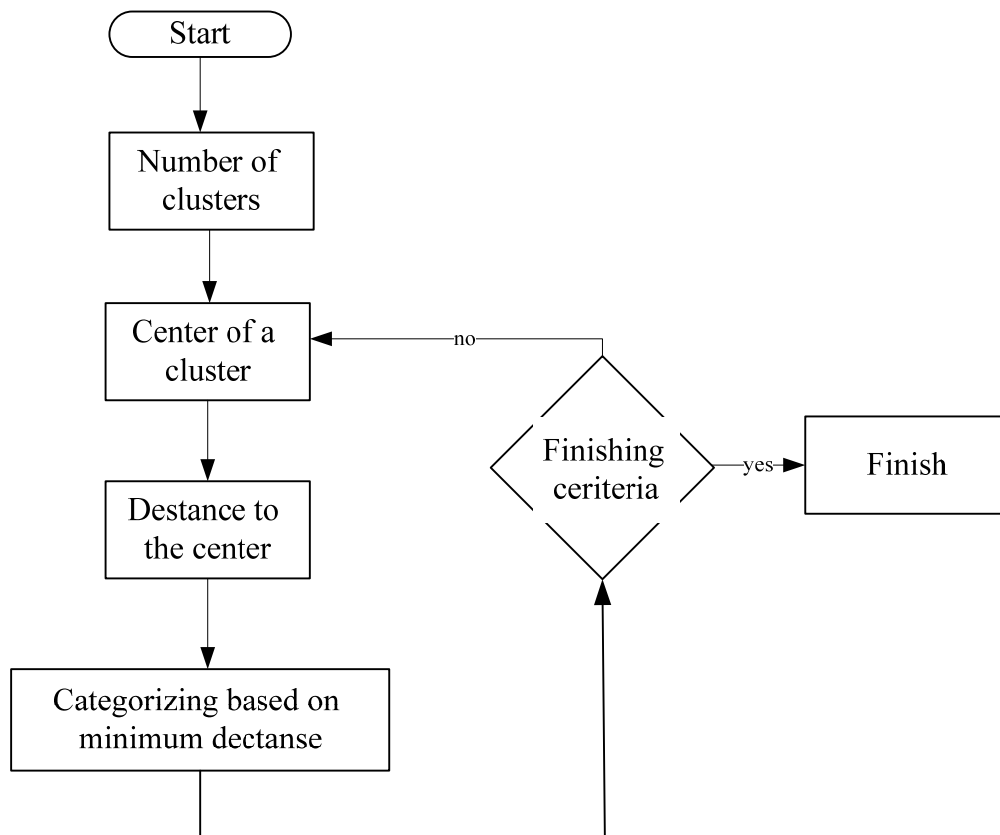 Start
Number of
clusters
Center of a
cluster
no
Finishing
ceriteria
yes
Finish
Destance to
the center
Categorizing based on
minimum dectanse